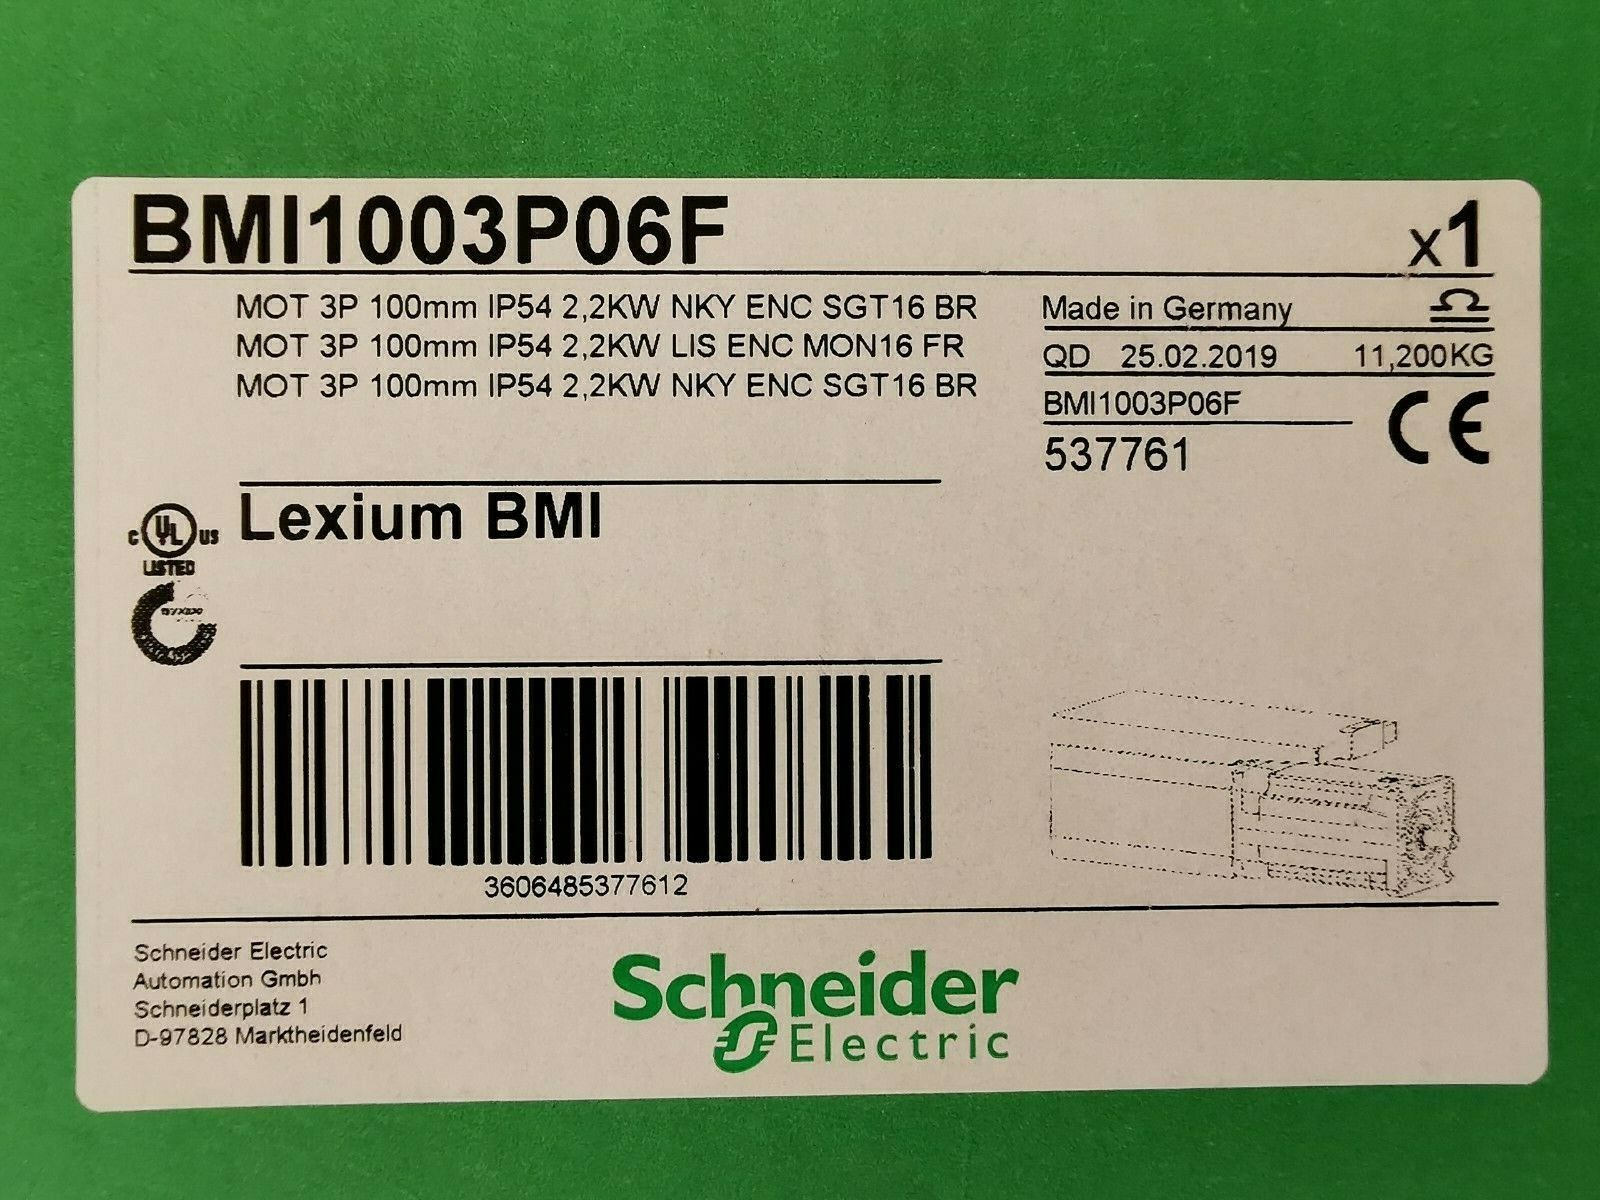 BMI1003P06F x1
MOT 3P 100mm IP54 2,2KW NKY ENC SGT16 BR
MOT 3P 100mm IP54 2,2KW LIS ENC MON16 FR
MOT 3P 100mm IP54 2,2KW NKY ENC SGT16 BR
Made in Germany
QD 25.02.2019 11,200KG
BMI1003P06F
537761
CE
Lexium BMI
c UL us
LISTED
3606485377612
Schneider Electric
Automation Gmbh
Schneiderplatz 1
D-97828 Marktheidenfeld
Schneider
Electric